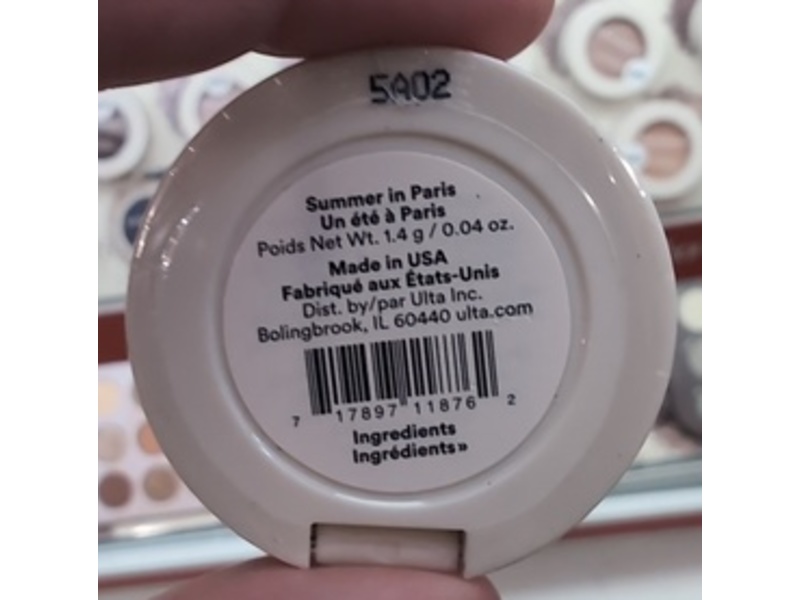 5A02
Summer in Paris
Un été à Paris
Poids Net Wt. 1.4 g / 0.04 oz.
Made in USA
Fabriqué aux États-Unis
Dist. by/par Ulta Inc.
Bolingbrook, IL 60440 ulta.com
7 17897 11876 2
Ingredients
Ingrédients»